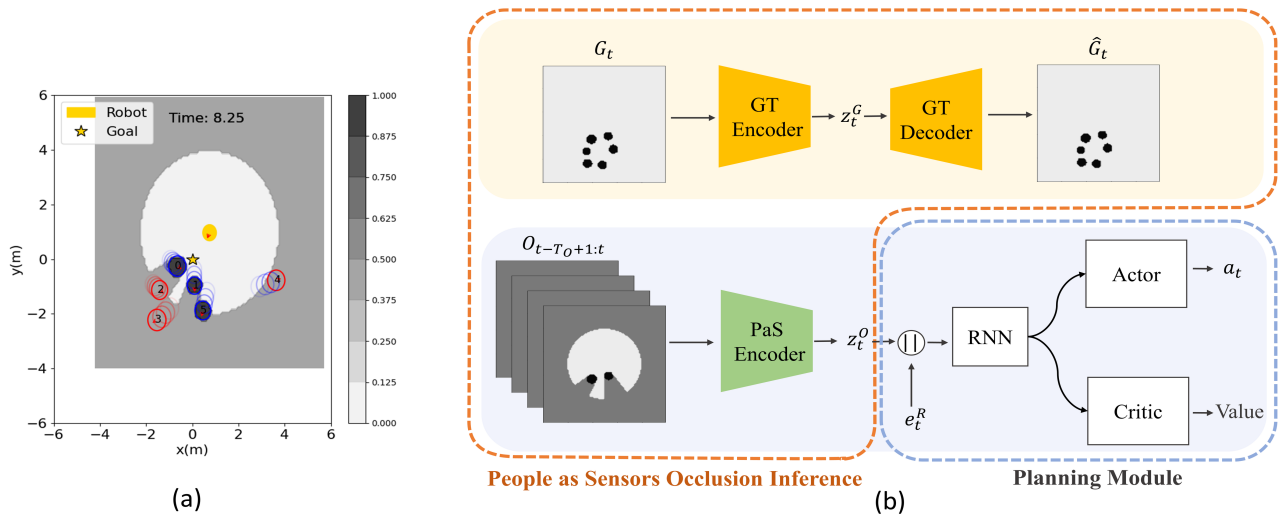 6
4
2
0
−2
−4
−6
−6
−4
−2
0
2
4
6
y(m)
x(m)
Robot
Goal
Time: 8.25
0
1
2
3
4
5
1.000
0.875
0.750
0.625
0.500
0.375
0.250
0.125
0.000
(a)
G_t
GT
Encoder
z_t^G
GT
Decoder
Ĝ_t
O_{t−T_O+1:t}
PaS
Encoder
z_t^O
||
e_t^R
RNN
Actor
a_t
Critic
Value
People as Sensors Occlusion Inference
Planning Module
(b)